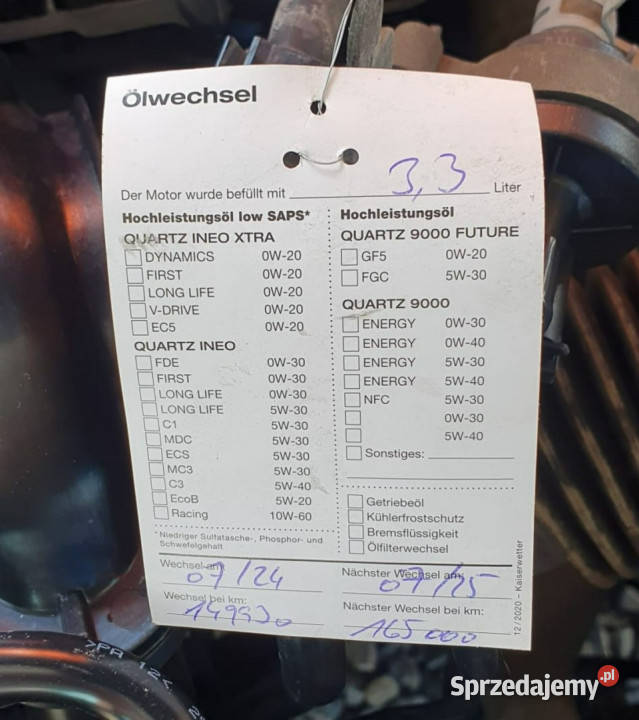 Ölwechsel
Der Motor wurde befüllt mit 3,3 Liter
Hochleistungsöl low SAPS*
QUARTZ INEO XTRA
DYNAMICS 0W-20
FIRST 0W-20
LONG LIFE 0W-20
V-DRIVE 0W-20
EC5 0W-20
QUARTZ INEO
FDE 0W-30
FIRST 0W-30
LONG LIFE 0W-30
LONG LIFE 5W-30
C1 5W-30
MDC 5W-30
ECS 5W-30
MC3 5W-30
C3 5W-40
EcoB 5W-20
Racing 10W-60
*Niedriger Sulfatasche-, Phosphor- und
Schwefelgehalt
Hochleistungsöl
QUARTZ 9000 FUTURE
GF5 0W-20
FGC 5W-30
QUARTZ 9000
ENERGY 0W-30
ENERGY 0W-40
ENERGY 5W-30
ENERGY 5W-40
NFC 5W-30
0W-30
5W-40
Sonstiges:
Getriebeöl
Kühlerfrostschutz
Bremsflüssigkeit
Ölfilterwechsel
Wechsel am: 07/24
Nächster Wechsel am: 07/25
Wechsel bei km: 149930
Nächster Wechsel bei km: 165000
12/2020 – Kaiserwetter
Sprzedajemy.pl